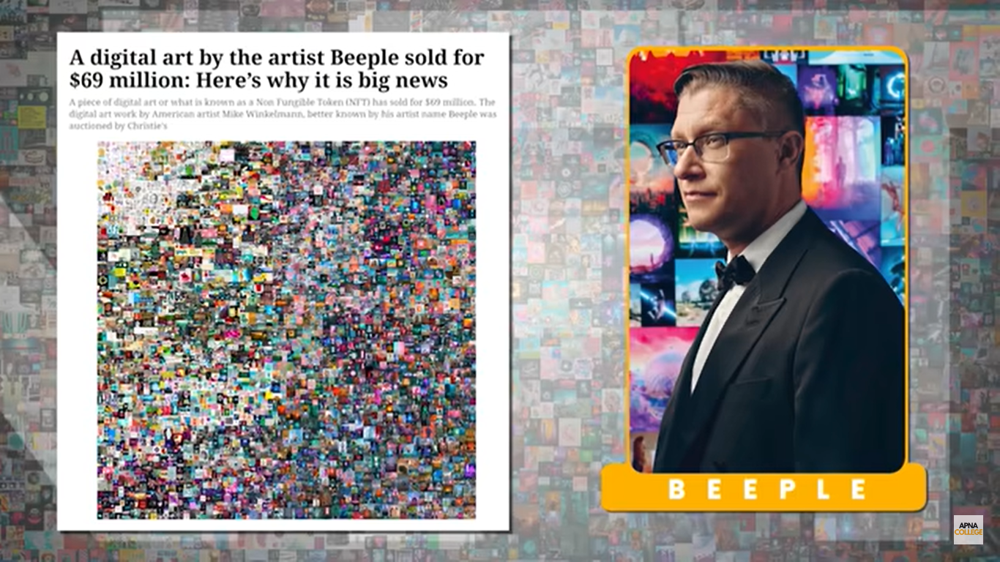 A digital art by the artist Beeple sold for
$69 million: Here’s why it is big news
A piece of digital art or what is known as a Non Fungible Token (NFT) has sold for $69 million. The
digital art work by American artist Mike Winkelmann, better known by his artist name Beeple was
auctioned by Christie's
BEEPLE
APNA
COLLEGE